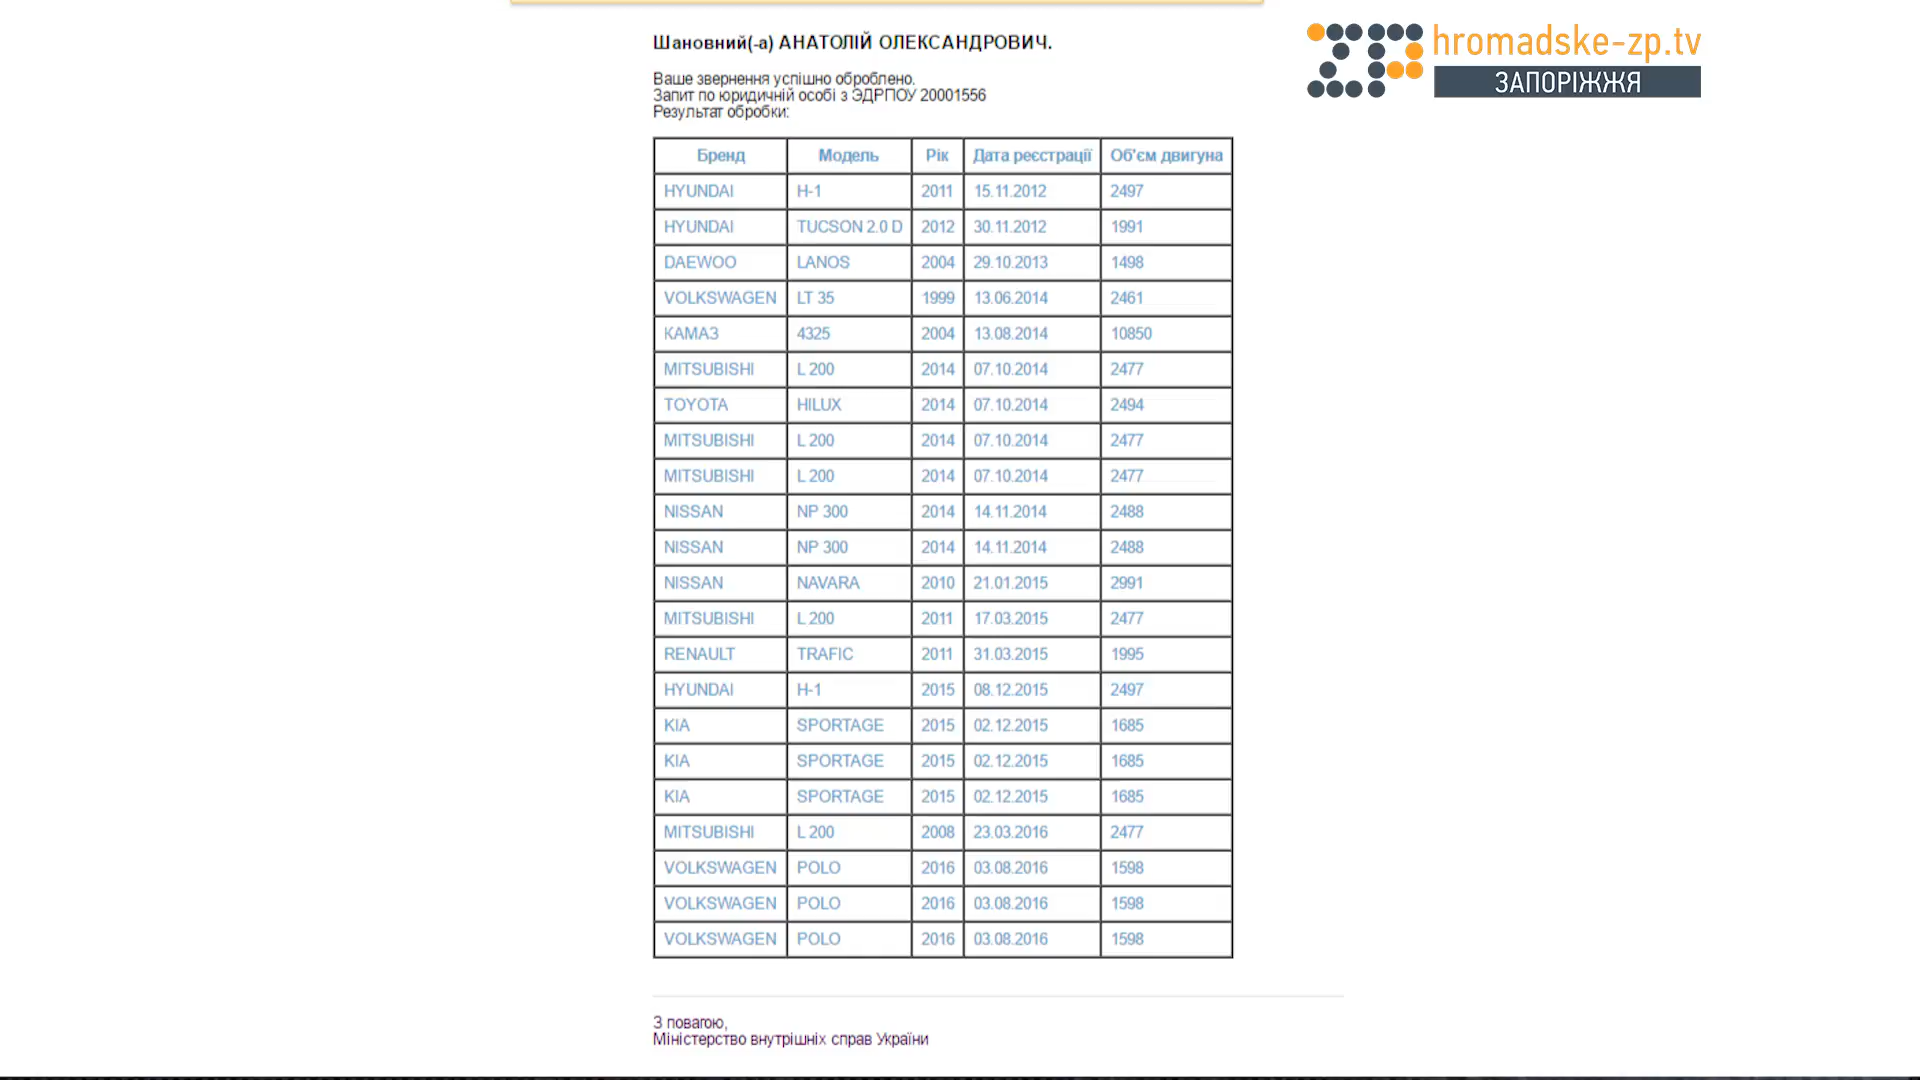 hromadske-zp.tv
ЗАПОРІЖЖЯ
Шановний(-а) АНАТОЛІЙ ОЛЕКСАНДРОВИЧ.
Ваше звернення успішно оброблено.
Запит по юридичній особі з ЭДРПОУ 20001556
Результат обробки:
Бренд Модель Рік Дата реєстрації Об'єм двигуна
HYUNDAI H-1 2011 15.11.2012 2497
HYUNDAI TUCSON 2.0 D 2012 30.11.2012 1991
DAEWOO LANOS 2004 29.10.2013 1498
VOLKSWAGEN LT 35 1999 13.06.2014 2461
КАМАЗ 4325 2004 13.08.2014 10850
MITSUBISHI L 200 2014 07.10.2014 2477
TOYOTA HILUX 2014 07.10.2014 2494
MITSUBISHI L 200 2014 07.10.2014 2477
MITSUBISHI L 200 2014 07.10.2014 2477
NISSAN NP 300 2014 14.11.2014 2488
NISSAN NP 300 2014 14.11.2014 2488
NISSAN NAVARA 2010 21.01.2015 2991
MITSUBISHI L 200 2011 17.03.2015 2477
RENAULT TRAFIC 2011 31.03.2015 1995
HYUNDAI H-1 2015 08.12.2015 2497
KIA SPORTAGE 2015 02.12.2015 1685
KIA SPORTAGE 2015 02.12.2015 1685
KIA SPORTAGE 2015 02.12.2015 1685
MITSUBISHI L 200 2008 23.03.2016 2477
VOLKSWAGEN POLO 2016 03.08.2016 1598
VOLKSWAGEN POLO 2016 03.08.2016 1598
VOLKSWAGEN POLO 2016 03.08.2016 1598
З повагою,
Міністерство внутрішніх справ України